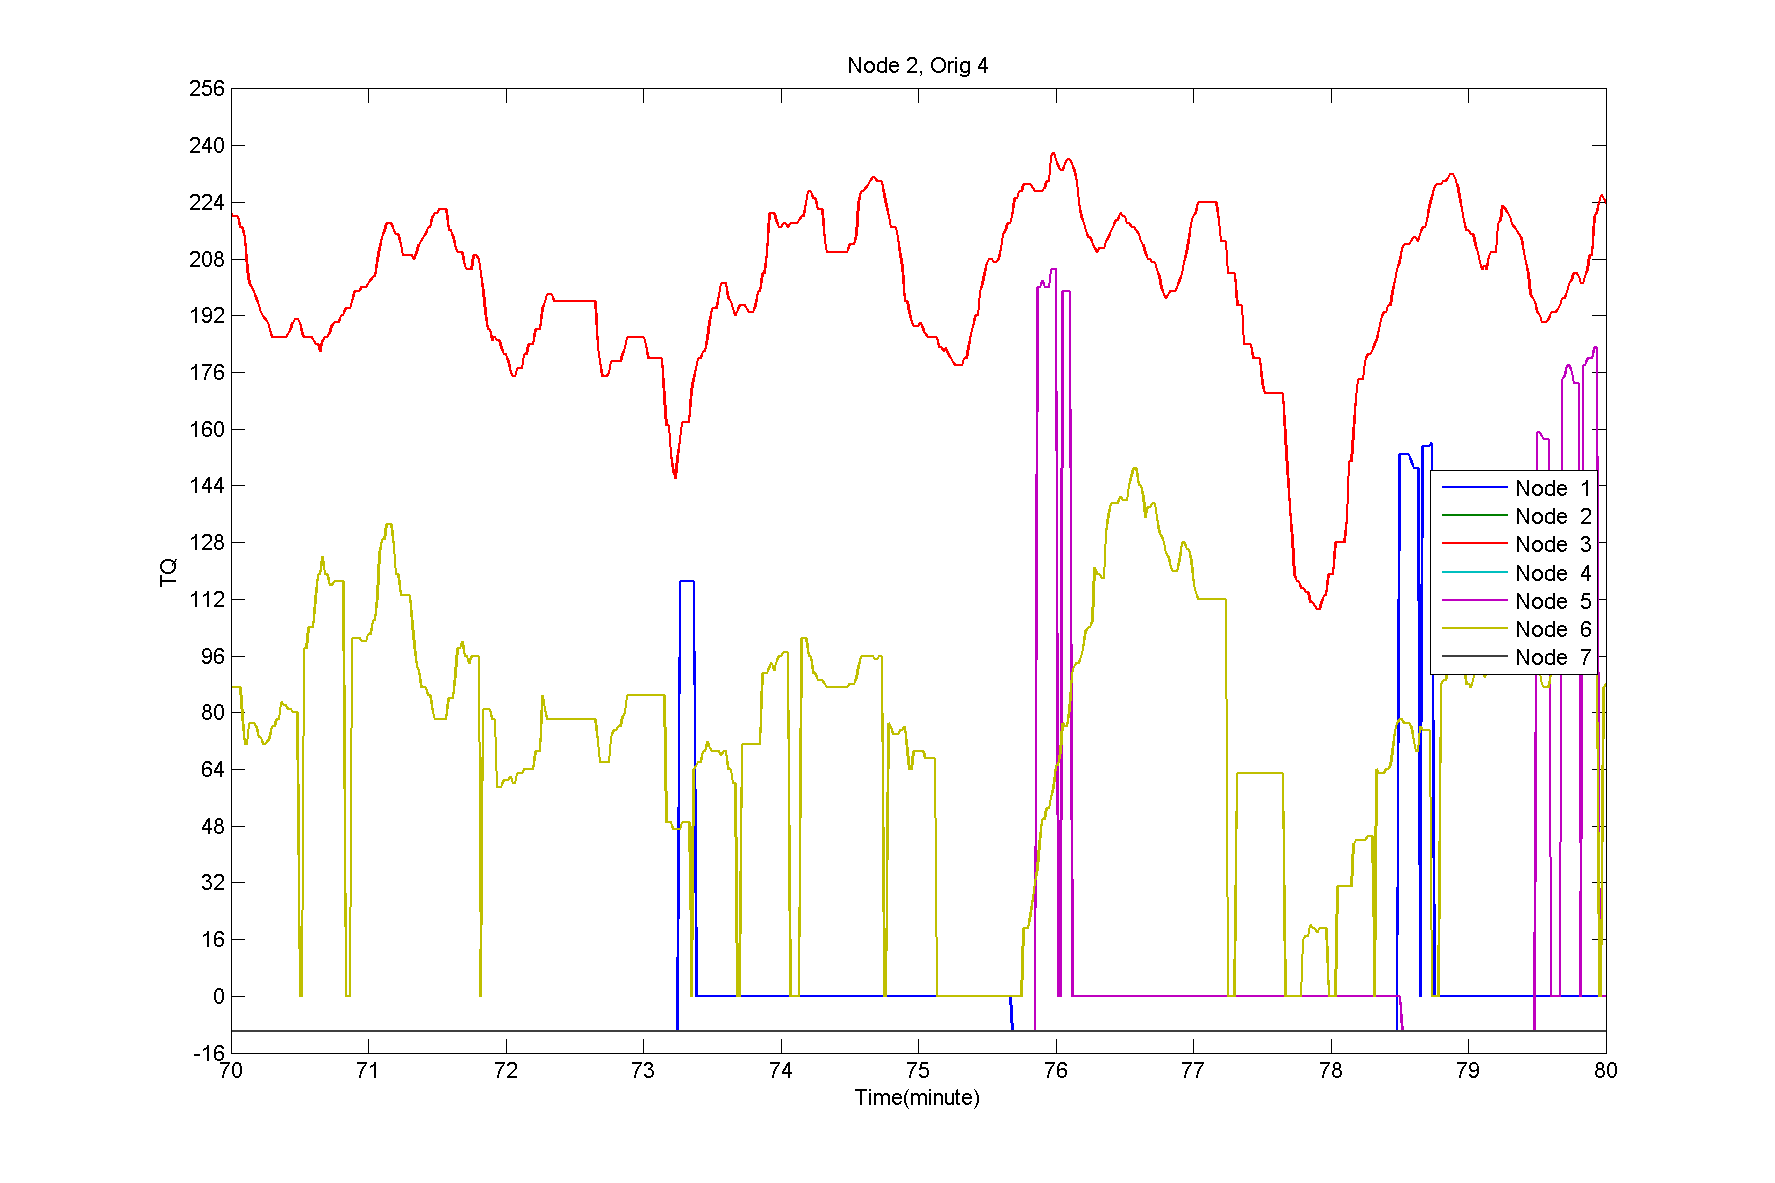 Node 2, Orig 4
256
240
224
208
192
176
160
144
128
112
96
80
64
48
32
16
0
-16
TQ
Node 1
Node 2
Node 3
Node 4
Node 5
Node 6
Node 7
70 71 72 73 74 75 76 77 78 79 80
Time(minute)